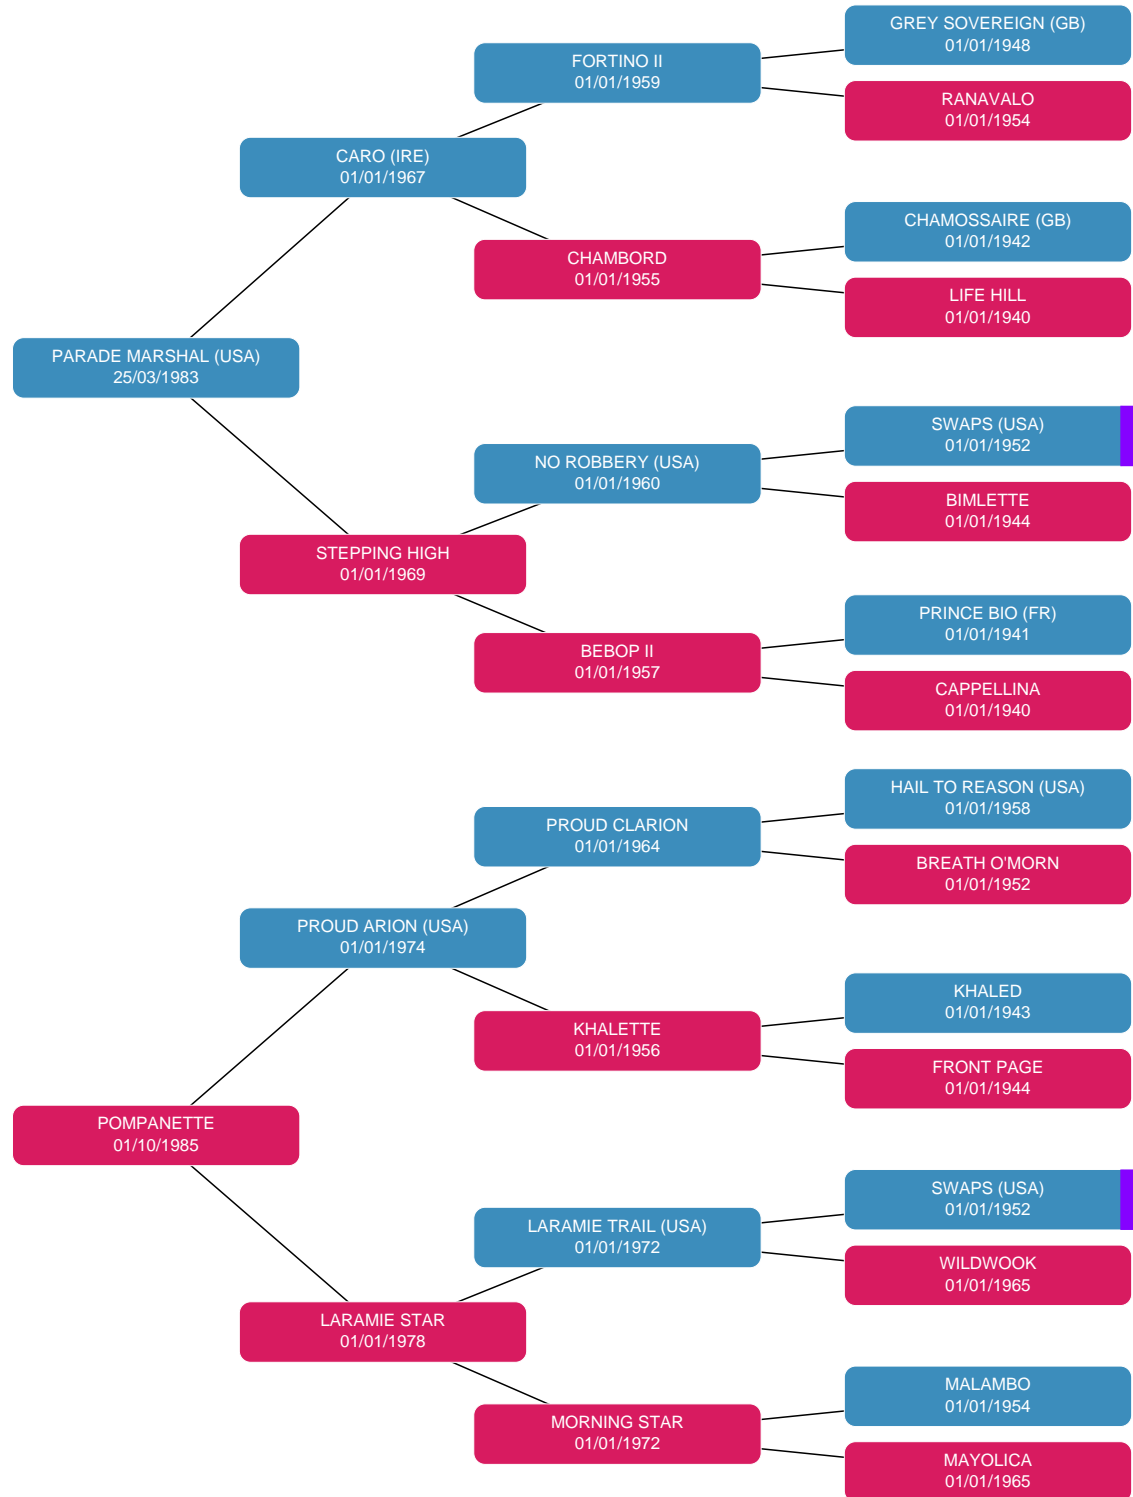 GREY SOVEREIGN (GB)
01/01/1948
FORTINO II
01/01/1959
RANAVALO
01/01/1954
CARO (IRE)
01/01/1967
CHAMOSSAIRE (GB)
01/01/1942
CHAMBORD
01/01/1955
LIFE HILL
01/01/1940
PARADE MARSHAL (USA)
25/03/1983
SWAPS (USA)
01/01/1952
NO ROBBERY (USA)
01/01/1960
BIMLETTE
01/01/1944
STEPPING HIGH
01/01/1969
PRINCE BIO (FR)
01/01/1941
BEBOP II
01/01/1957
CAPPELLINA
01/01/1940
HAIL TO REASON (USA)
01/01/1958
PROUD CLARION
01/01/1964
BREATH O'MORN
01/01/1952
PROUD ARION (USA)
01/01/1974
KHALED
01/01/1943
KHALETTE
01/01/1956
FRONT PAGE
01/01/1944
POMPANETTE
01/10/1985
SWAPS (USA)
01/01/1952
LARAMIE TRAIL (USA)
01/01/1972
WILDWOOK
01/01/1965
LARAMIE STAR
01/01/1978
MALAMBO
01/01/1954
MORNING STAR
01/01/1972
MAYOLICA
01/01/1965